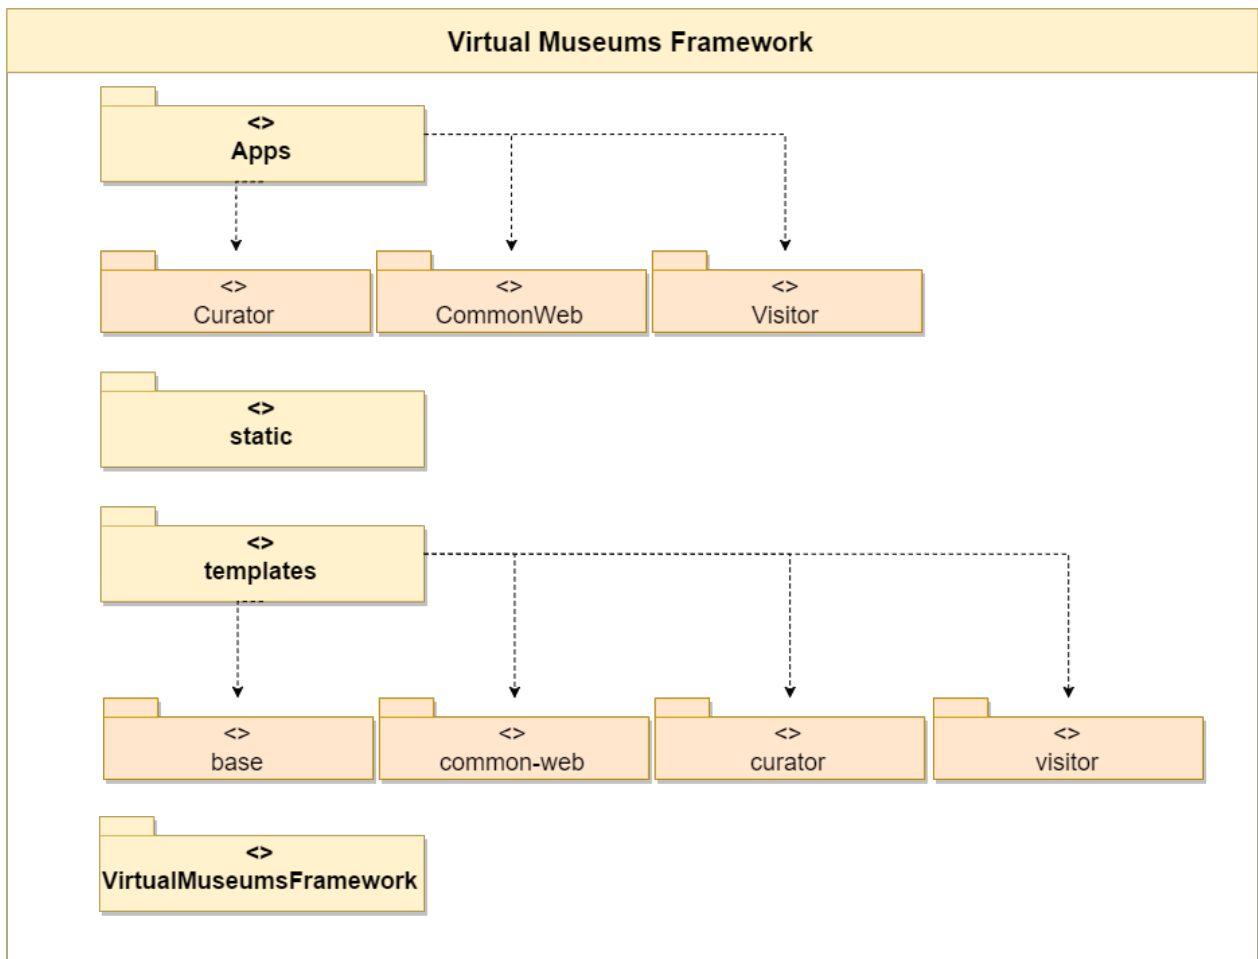 Virtual Museums Framework
<>
Apps
<>
Curator
<>
CommonWeb
<>
Visitor
<>
static
<>
templates
<>
base
<>
common-web
<>
curator
<>
visitor
<>
VirtualMuseumsFramework